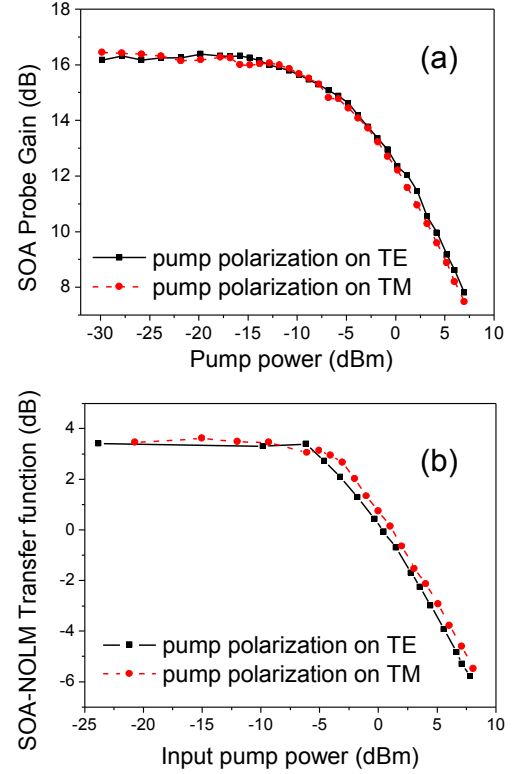 (a)
SOA Probe Gain (dB)
18
16
14
12
10
8
pump polarization on TE
pump polarization on TM
-30 -25 -20 -15 -10 -5 0 5 10
Pump power (dBm)
(b)
SOA-NOLM Transfer function (dB)
4
2
0
-2
-4
-6
pump polarization on TE
pump polarization on TM
-25 -20 -15 -10 -5 0 5 10
Input pump power (dBm)